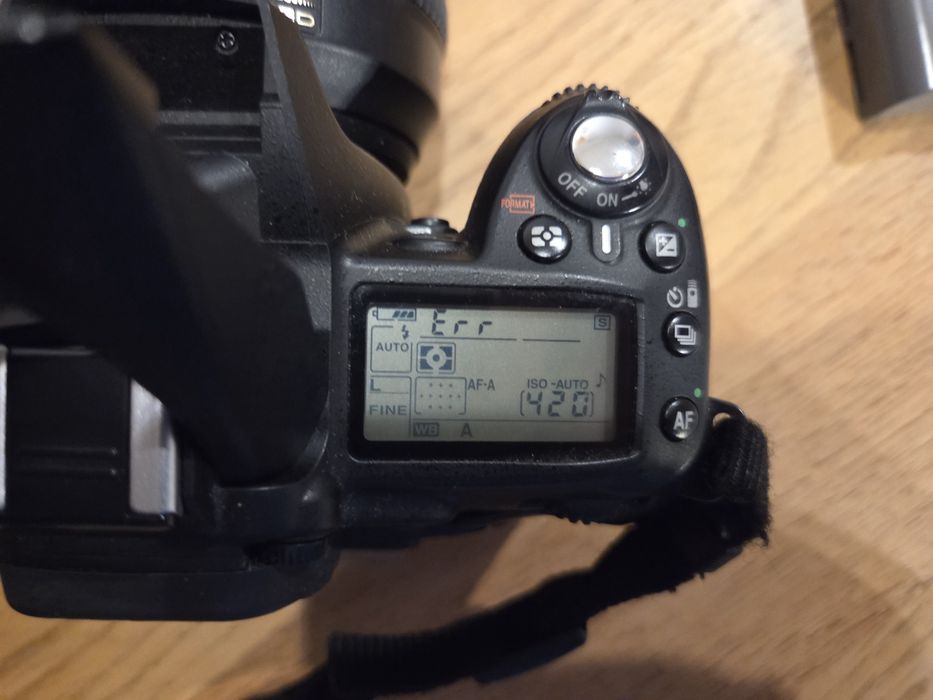 OFF ON
FORMAT
Err
S
AUTO
L
AF-A
ISO -AUTO
FINE
420
WB A
AF